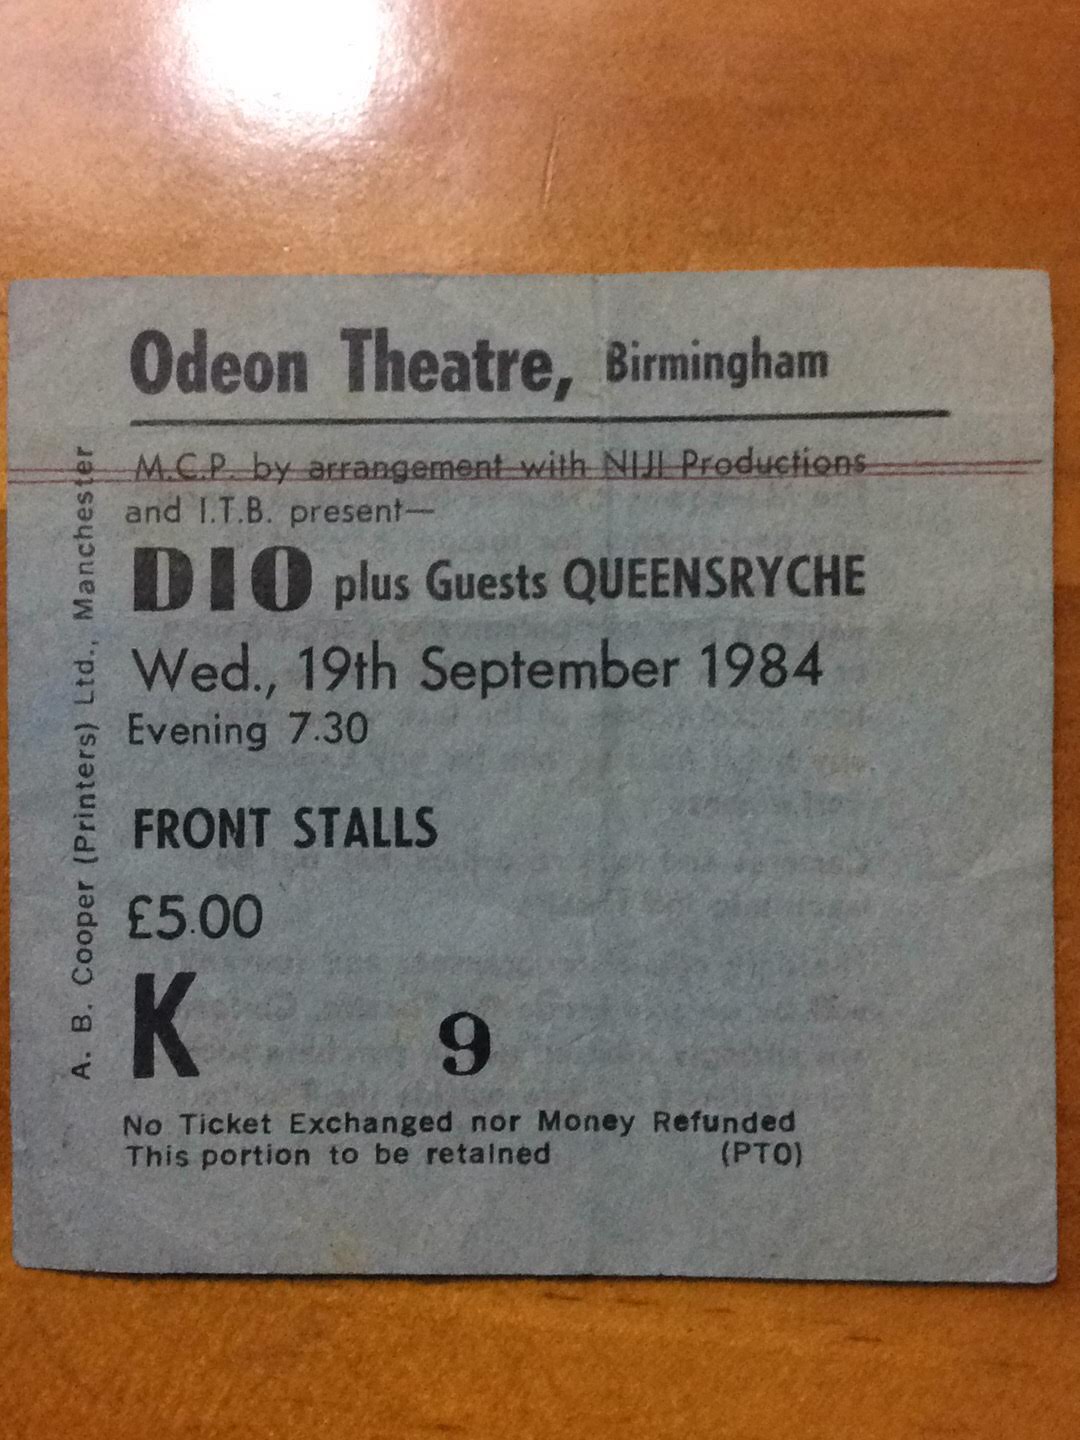 Odeon Theatre, Birmingham
M.C.P. by arrangement with NIJI Productions
and I.T.B. present—
DIO plus Guests QUEENSRYCHE
Wed., 19th September 1984
Evening 7.30
FRONT STALLS
£5.00
K 9
No Ticket Exchanged nor Money Refunded
This portion to be retained (PTO)
A. B. Cooper (Printers) Ltd., Manchester